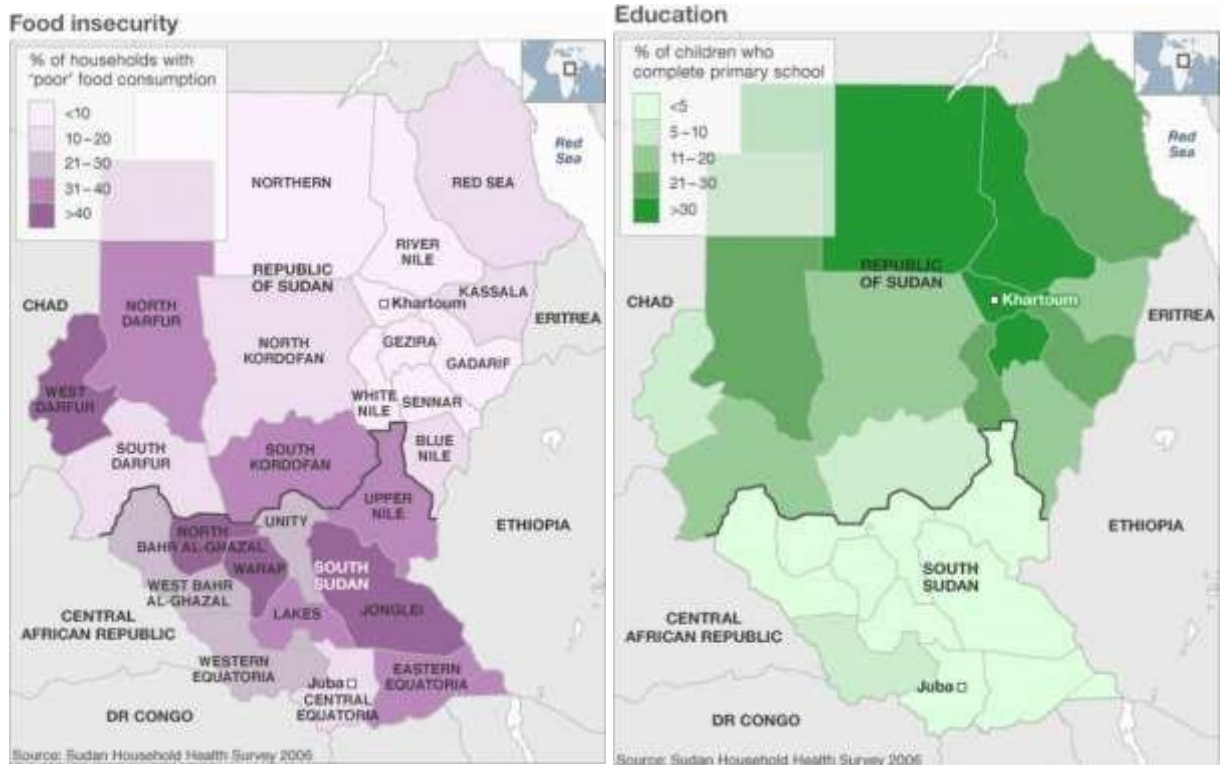 Food insecurity
% of households with
"poor" food consumption
<10
10–20
21–30
31–40
>40
Red
Sea
NORTHERN
RED SEA
RIVER
NILE
REPUBLIC
OF SUDAN
CHAD
NORTH
DARFUR
Khartoum
KASSALA
ERITREA
NORTH
KORDOFAN
GEZIRA
GADARIF
WEST
DARFUR
WHITE
NILE
SENNAR
SOUTH
DARFUR
SOUTH
KORDOFAN
BLUE
NILE
UPPER
NILE
UNITY
ETHIOPIA
NORTH
BAHR AL-GHAZAL
WARAP
SOUTH
SUDAN
WEST BAHR
AL-GHAZAL
LAKES
JONGLEI
CENTRAL
AFRICAN REPUBLIC
WESTERN
EQUATORIA
EASTERN
EQUATORIA
Juba
CENTRAL
EQUATORIA
DR CONGO
Source: Sudan Household Health Survey 2006
Education
% of children who
complete primary school
<5
5–10
11–20
21–30
>30
Red
Sea
REPUBLIC
OF SUDAN
CHAD
Khartoum
ERITREA
ETHIOPIA
SOUTH
SUDAN
CENTRAL
AFRICAN REPUBLIC
Juba
DR CONGO
Source: Sudan Household Health Survey 2006